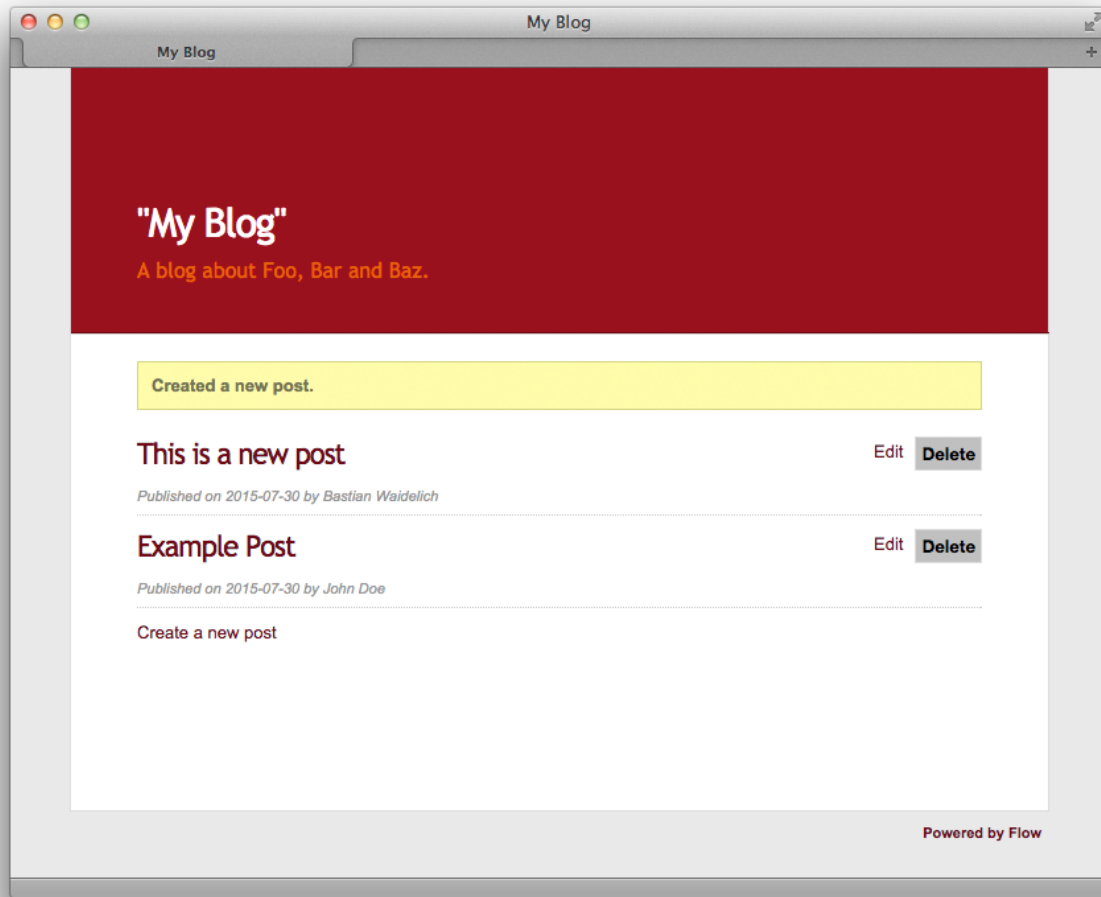 My Blog
My Blog
"My Blog"
A blog about Foo, Bar and Baz.
Created a new post.
This is a new post
Edit Delete
Published on 2015-07-30 by Bastian Waidelich
Example Post
Edit Delete
Published on 2015-07-30 by John Doe
Create a new post
Powered by Flow